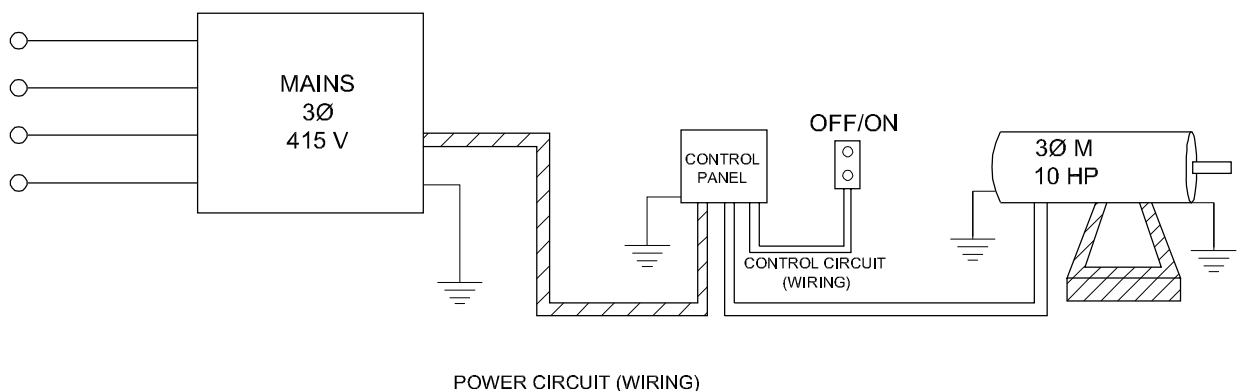 MAINS
3Ø
415 V
CONTROL
PANEL
OFF/ON
3Ø M
10 HP
CONTROL CIRCUIT
(WIRING)
POWER CIRCUIT (WIRING)